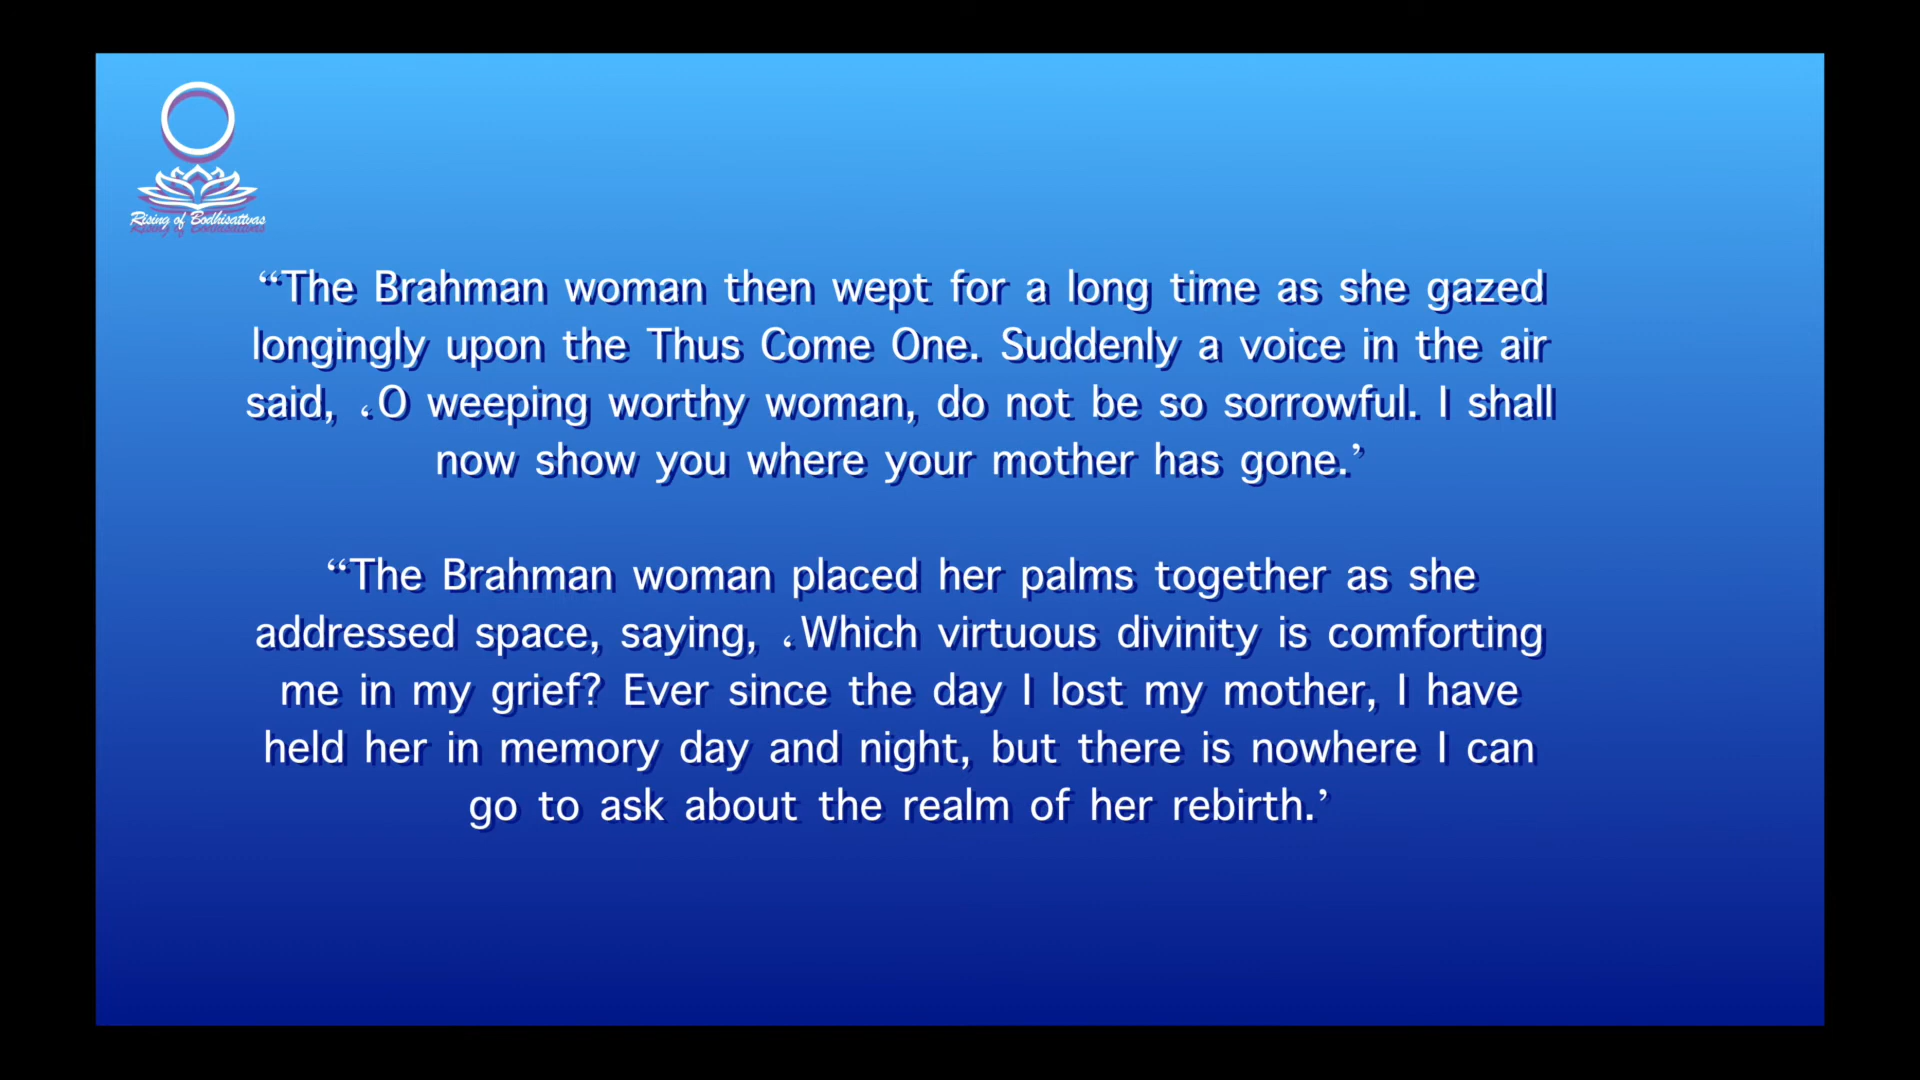 Rising of Bodhisattvas
“The Brahman woman then wept for a long time as she gazed
longingly upon the Thus Come One. Suddenly a voice in the air
said, ‘O weeping worthy woman, do not be so sorrowful. I shall
now show you where your mother has gone.’
“The Brahman woman placed her palms together as she
addressed space, saying, ‘Which virtuous divinity is comforting
me in my grief? Ever since the day I lost my mother, I have
held her in memory day and night, but there is nowhere I can
go to ask about the realm of her rebirth.’